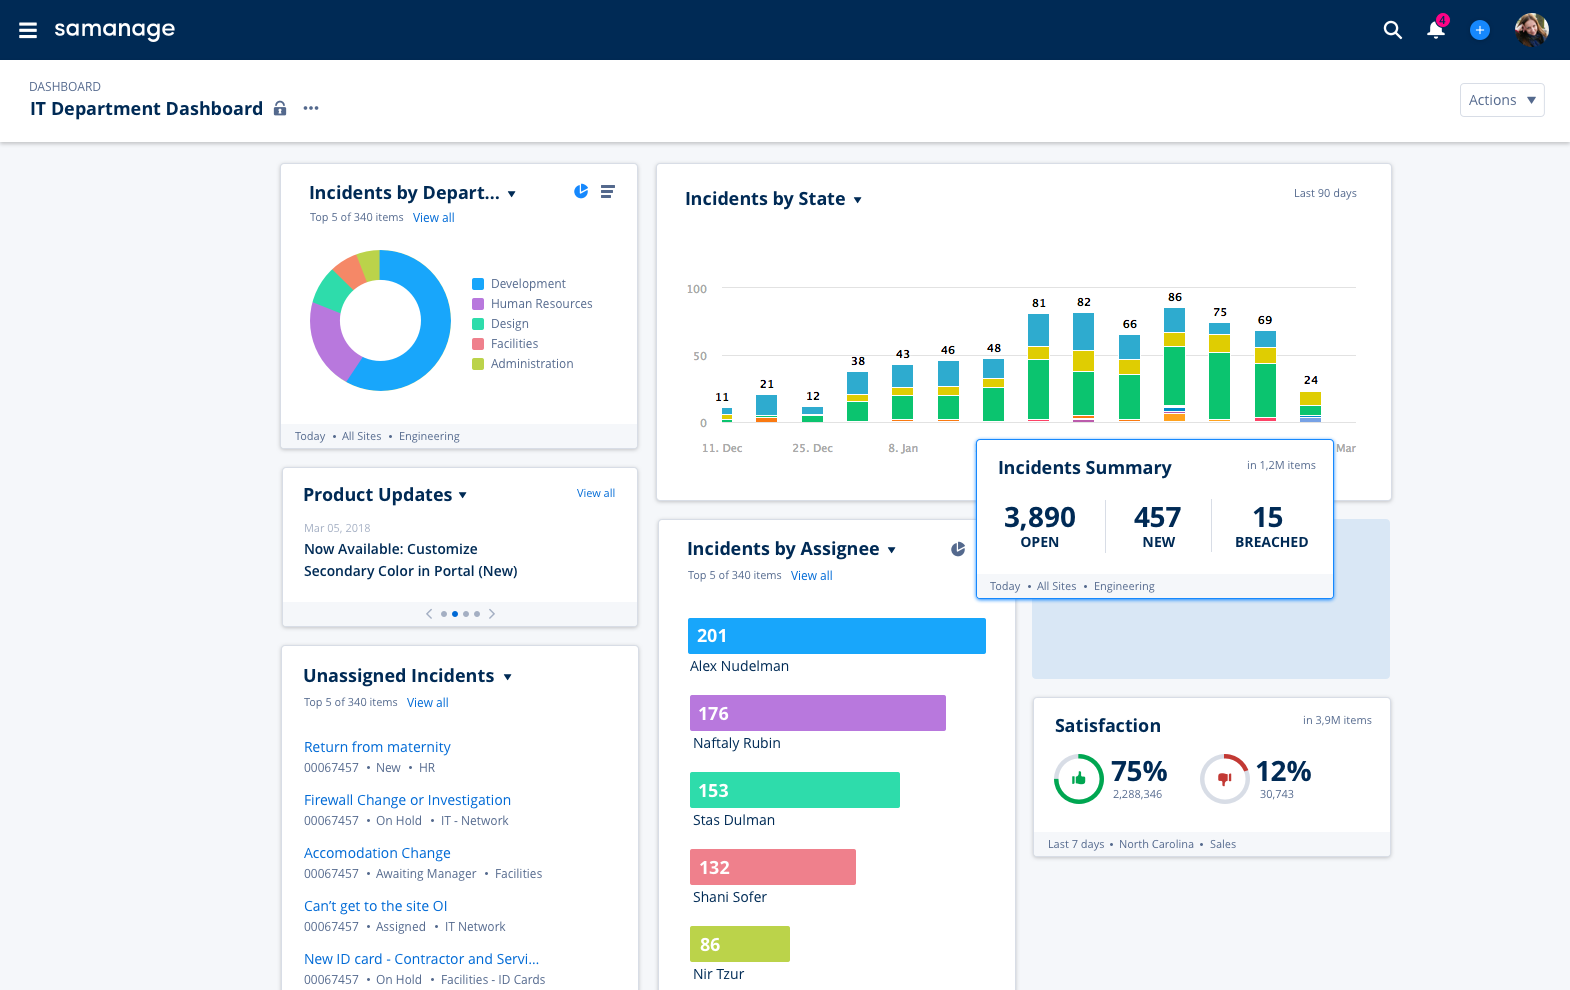 samanage
4
DASHBOARD
IT Department Dashboard
Actions
Incidents by Depart...
Top 5 of 340 items View all
Development
Human Resources
Design
Facilities
Administration
Today • All Sites • Engineering
Incidents by State
Last 90 days
100
50
0
11
21
12
38
43
46
48
81
82
66
86
75
69
24
11. Dec
25. Dec
8. Jan
Mar
Incidents Summary
in 1,2M items
3,890
OPEN
457
NEW
15
BREACHED
Today • All Sites • Engineering
Product Updates
View all
Mar 05, 2018
Now Available: Customize
Secondary Color in Portal (New)
Incidents by Assignee
Top 5 of 340 items View all
201
Alex Nudelman
176
Naftaly Rubin
153
Stas Dulman
132
Shani Sofer
86
Nir Tzur
Unassigned Incidents
Top 5 of 340 items View all
Return from maternity
00067457 • New • HR
Firewall Change or Investigation
00067457 • On Hold • IT - Network
Accomodation Change
00067457 • Awaiting Manager • Facilities
Can’t get to the site OI
00067457 • Assigned • IT Network
New ID card - Contractor and Servi...
00067457 • On Hold • Facilities - ID Cards
Satisfaction
in 3,9M items
75%
2,288,346
12%
30,743
Last 7 days • North Carolina • Sales